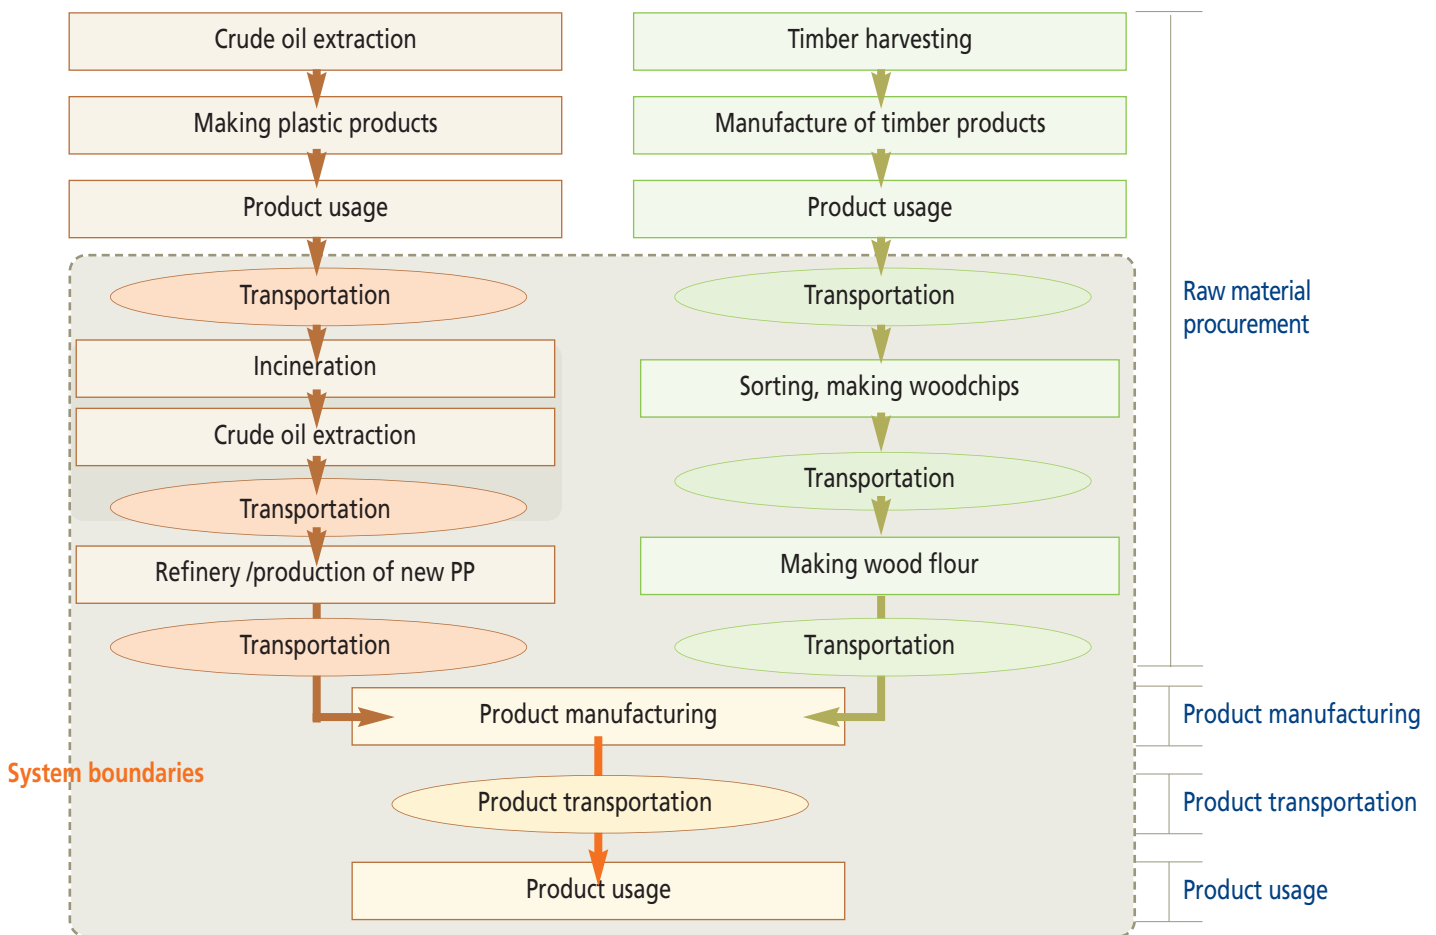 Crude oil extraction
Making plastic products
Product usage
Transportation
Incineration
Crude oil extraction
Transportation
Refinery /production of new PP
Transportation
Timber harvesting
Manufacture of timber products
Product usage
Transportation
Sorting, making woodchips
Transportation
Making wood flour
Transportation
Product manufacturing
Product transportation
Product usage
System boundaries
Raw material
procurement
Product manufacturing
Product transportation
Product usage